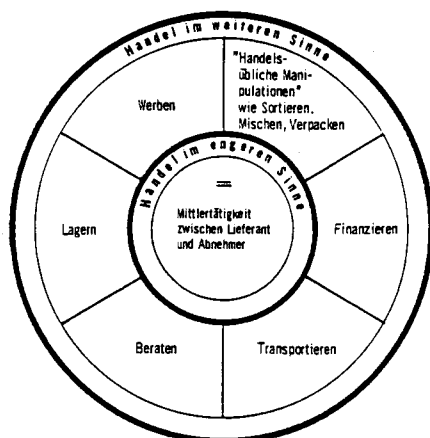 Handel im weiteren Sinne
"Handels-
übliche Mani-
pulationen"
wie Sortieren,
Mischen, Verpacken
Werben
Handel im engeren Sinne
=
Mittlertätigkeit
zwischen Lieferant
und Abnehmer
Lagern
Finanzieren
Beraten
Transportieren